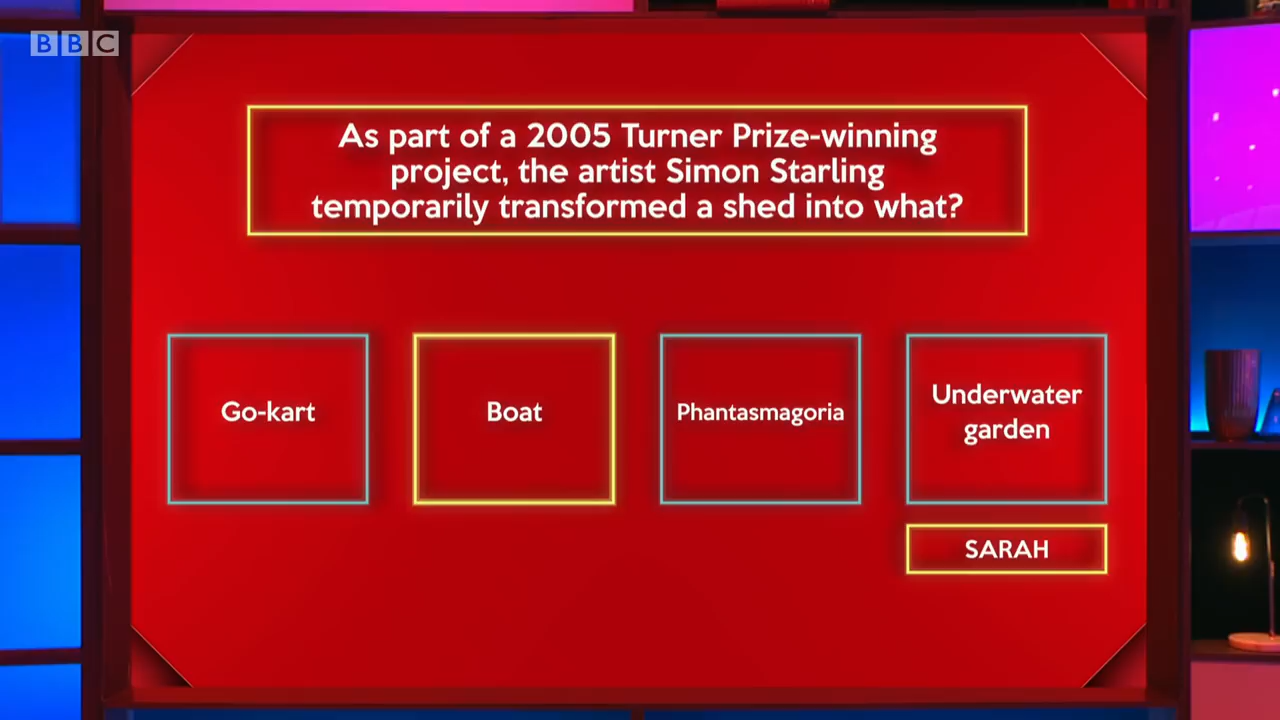 BBC
As part of a 2005 Turner Prize-winning
project, the artist Simon Starling
temporarily transformed a shed into what?
Go-kart
Boat
Phantasmagoria
Underwater
garden
SARAH